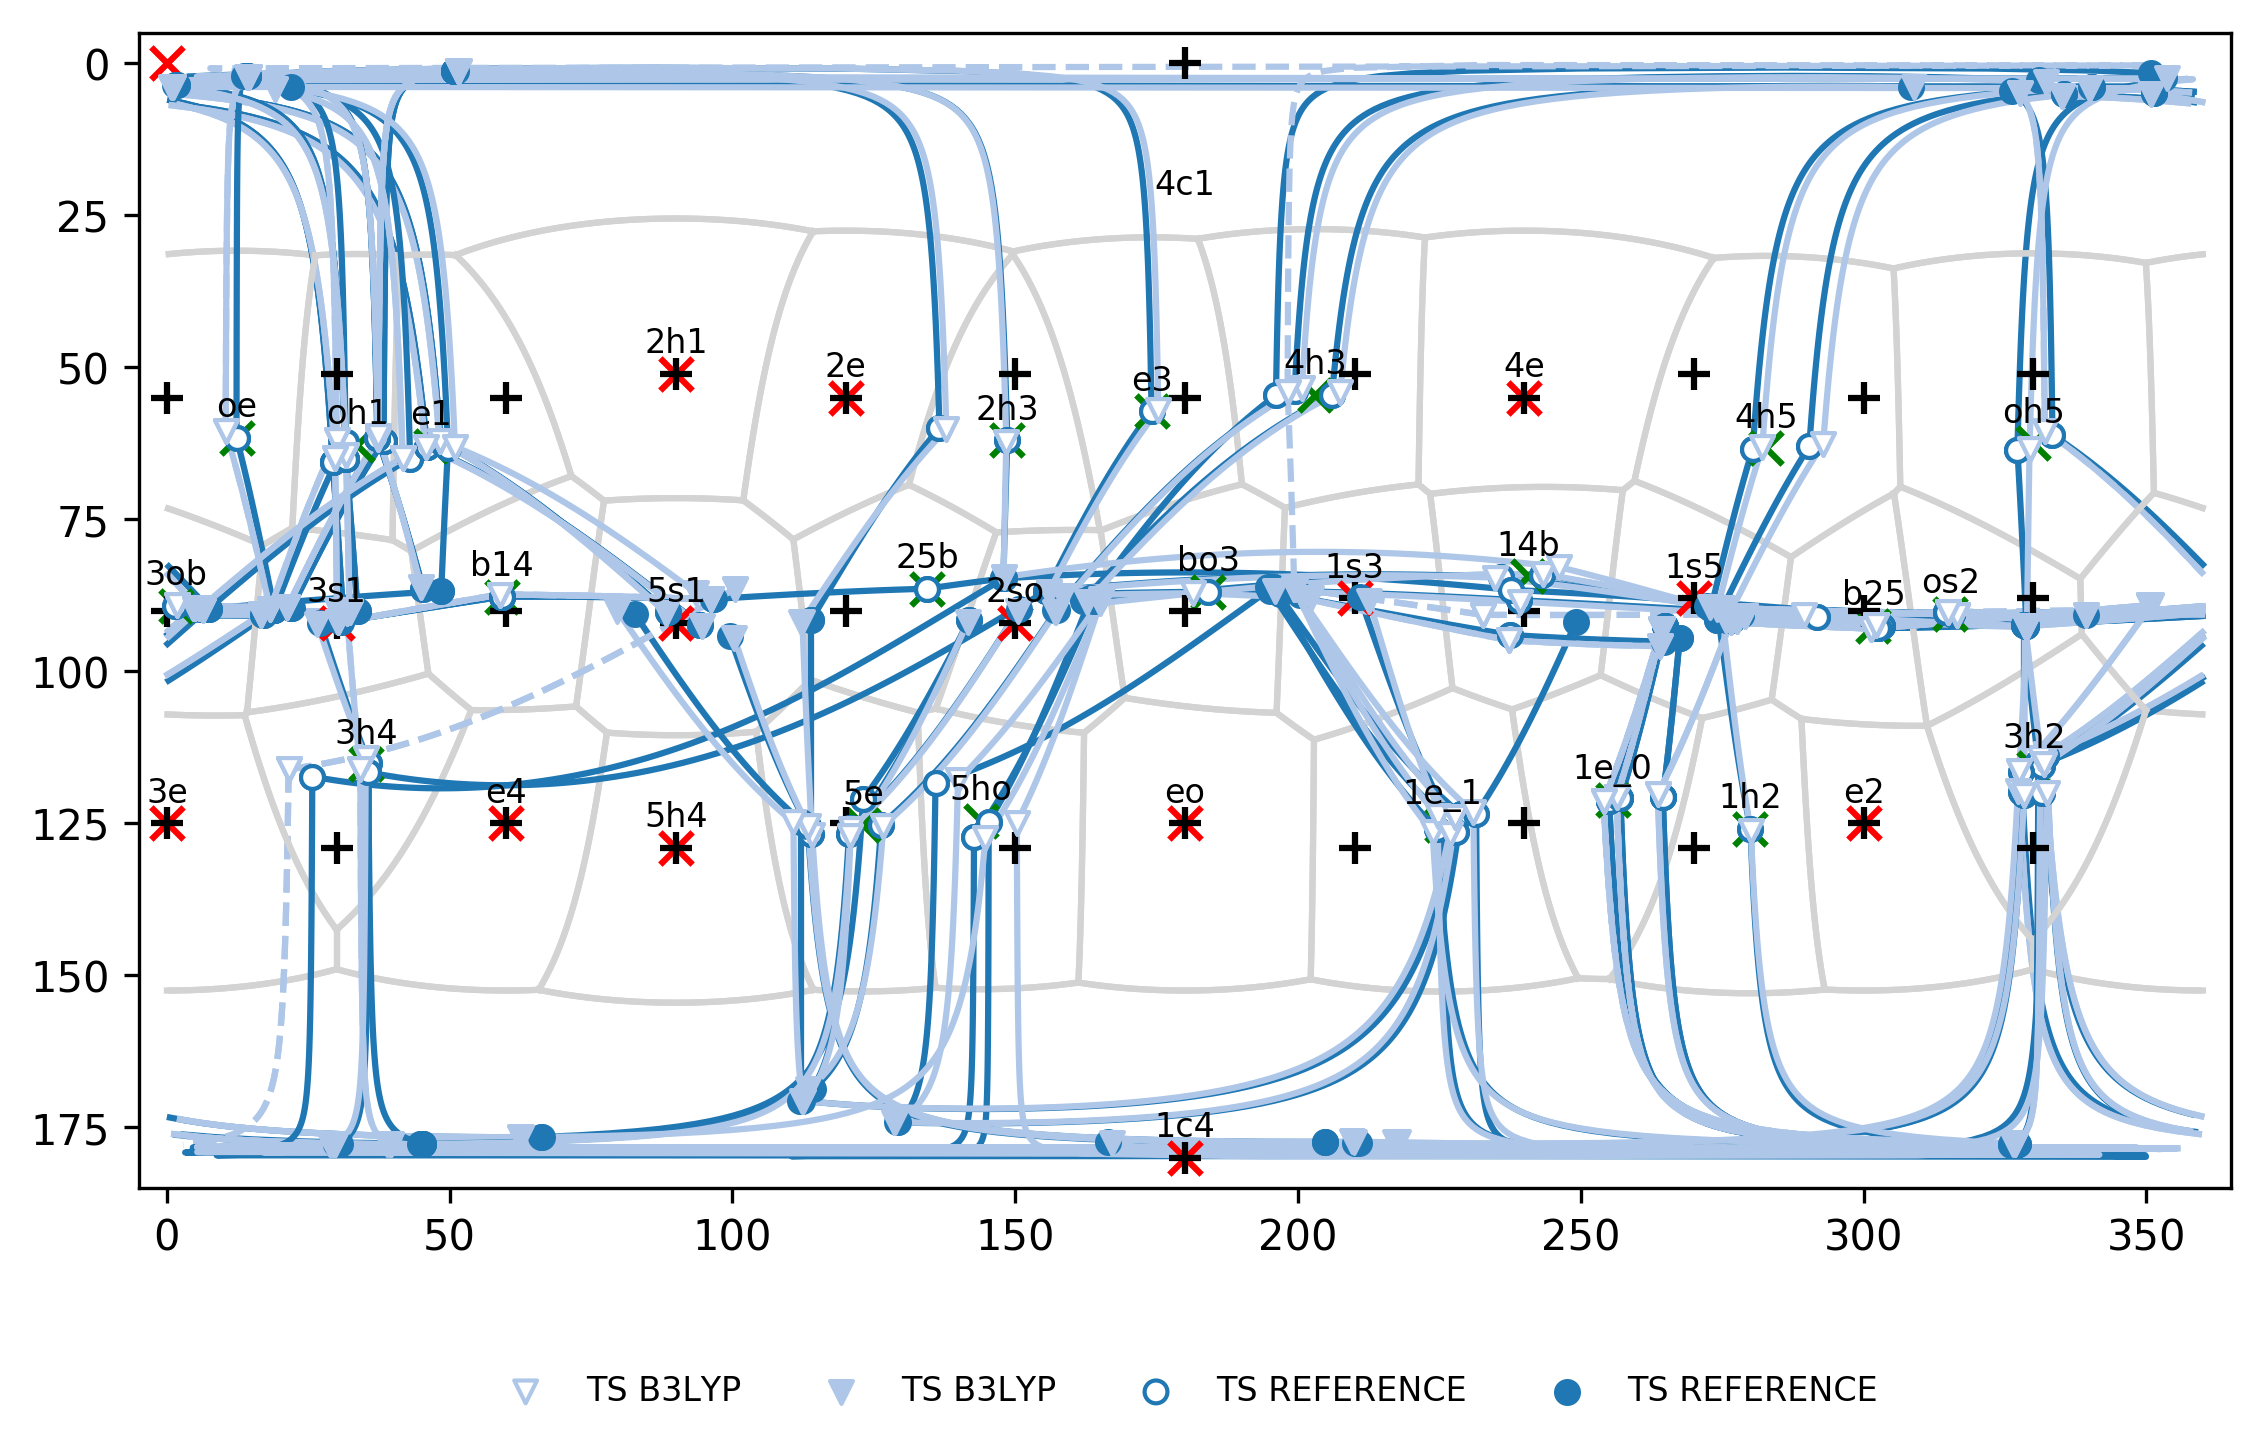 0
25
50
75
100
125
150
175
4c1
2h1
2e
4h3
4e
oe
oh1
e1
2h3
e3
4h5
oh5
3ob
3s1
b14
5s1
25b
2so
bo3
1s3
14b
1s5
b25
os2
3h4
3h2
3e
e4
5h4
5e
5ho
eo
1e_1
1e_0
1h2
e2
1c4
0 50 100 150 200 250 300 350
TS B3LYP TS B3LYP TS REFERENCE TS REFERENCE